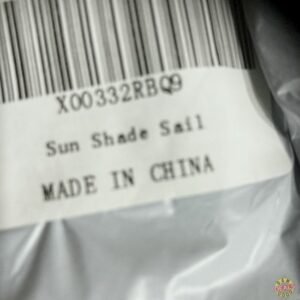 X00332RBQ9
Sun Shade Sail
MADE IN CHINA